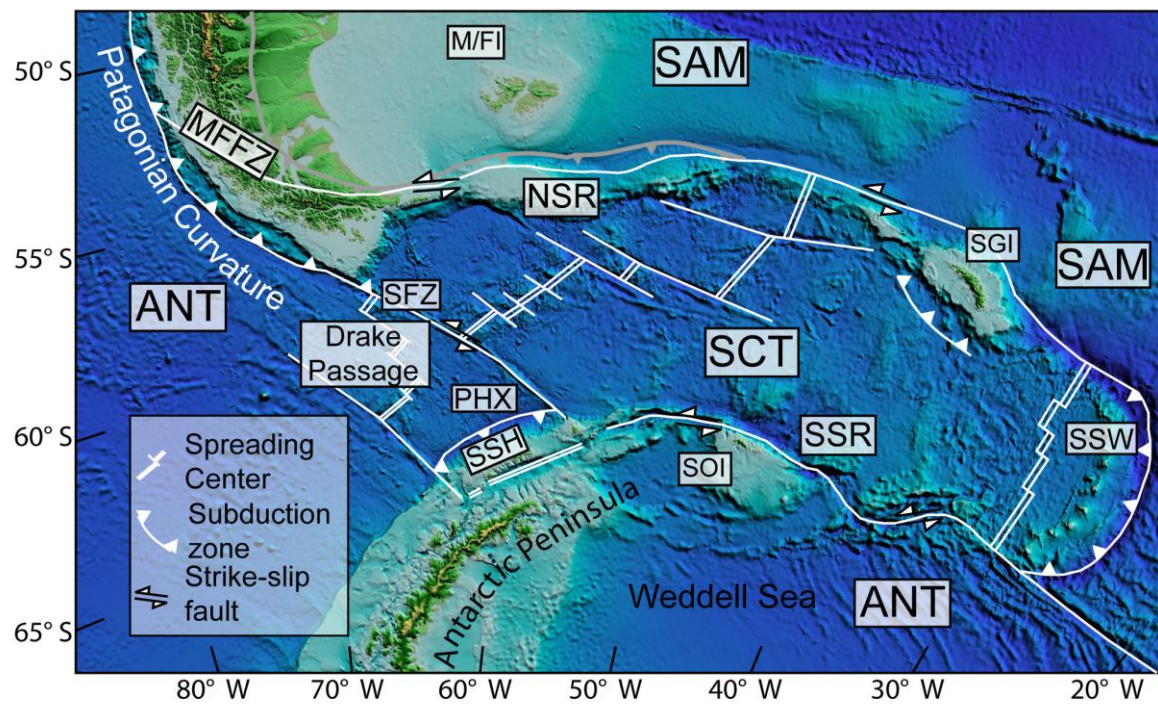 50° S
55° S
60° S
65° S
M/FI
SAM
Patagonian Curvature
MFFZ
NSR
SGI
SAM
ANT
SFZ
Drake
Passage
SCT
PHX
SSH
SSR
SSW
SOI
Antarctic Peninsula
Weddell Sea
ANT
Spreading
Center
Subduction
zone
Strike-slip
fault
80° W
70° W
60° W
50° W
40° W
30° W
20° W